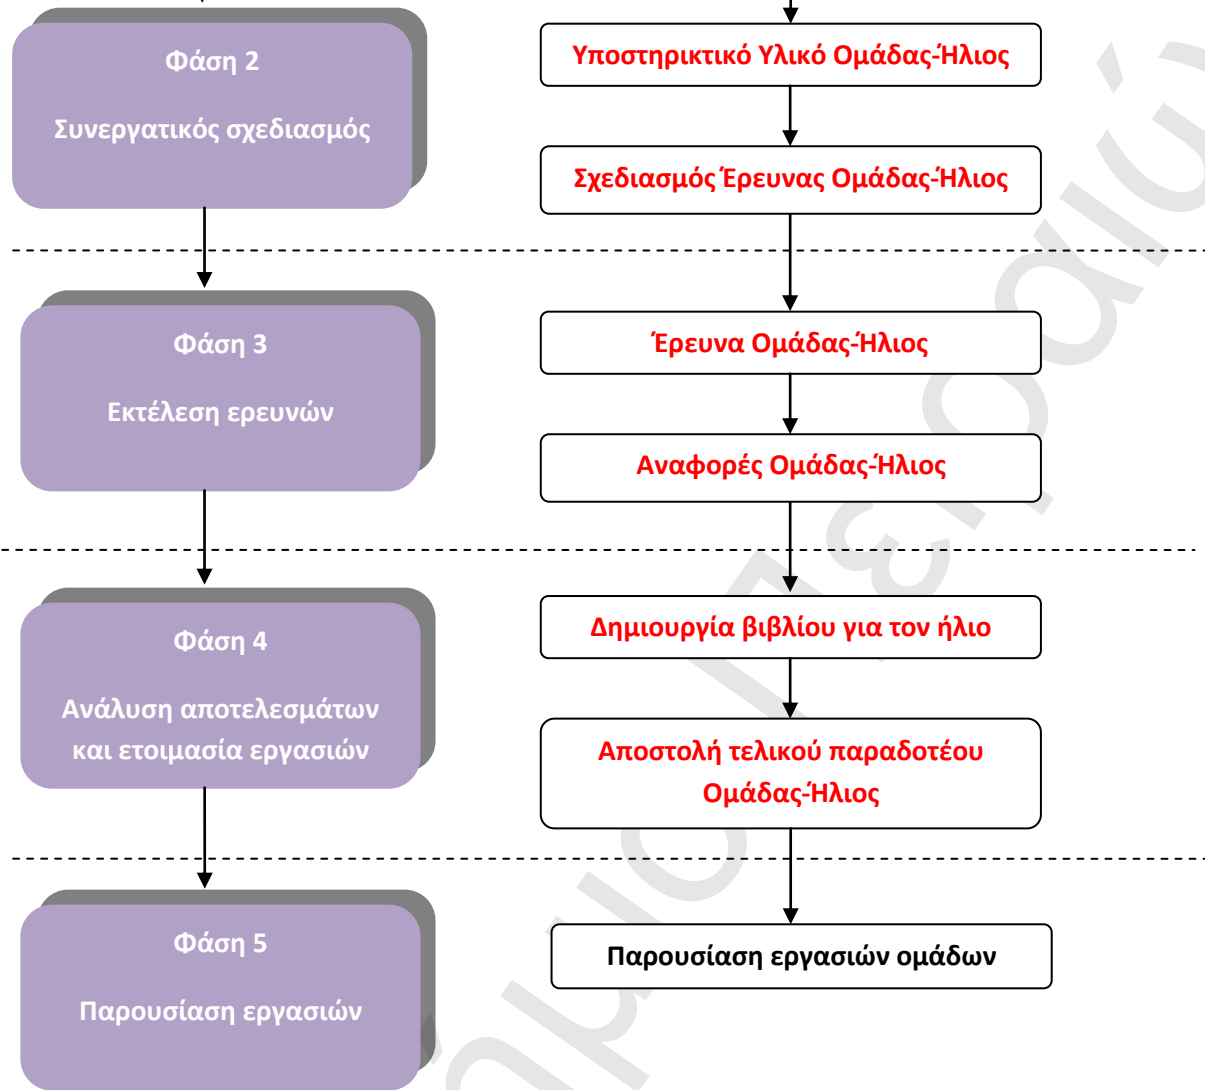 Φάση 2
Συνεργατικός σχεδιασμός
Υποστηρικτικό Υλικό Ομάδας-Ήλιος
Σχεδιασμός Έρευνας Ομάδας-Ήλιος
Φάση 3
Εκτέλεση ερευνών
Έρευνα Ομάδας-Ήλιος
Αναφορές Ομάδας-Ήλιος
Φάση 4
Ανάλυση αποτελεσμάτων
και ετοιμασία εργασιών
Δημιουργία βιβλίου για τον ήλιο
Αποστολή τελικού παραδοτέου
Ομάδας-Ήλιος
Φάση 5
Παρουσίαση εργασιών
Παρουσίαση εργασιών ομάδων